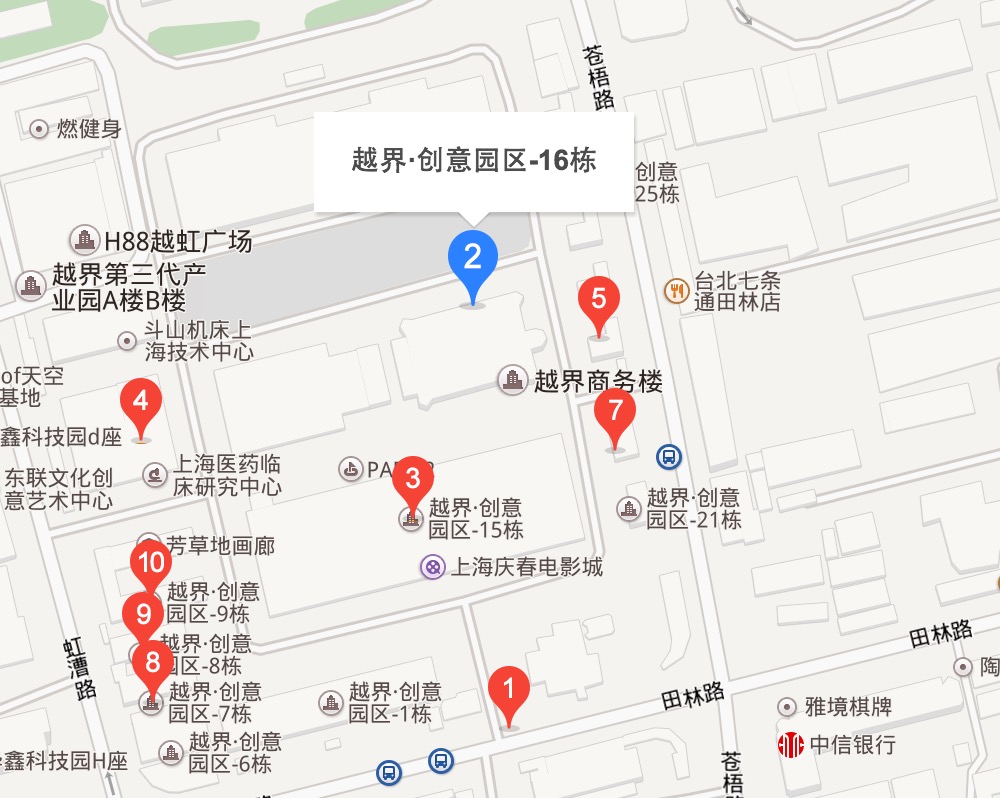 苍梧路
燃健身
越界·创意园区-16栋
创意
25栋
H88越虹广场
2
越界第三代产
业园A楼B楼
台北七条
通田林店
5
斗山机床上
海技术中心
of天空
基地
越界商务楼
4
7
鑫科技园d座
东联文化创
意艺术中心
上海医药临
床研究中心
3
越界·创意
园区-15栋
越界·创意
园区-21栋
芳草地画廊
上海庆春电影城
10
越界·创意
园区-9栋
9
越界·创意
园区-8栋
8
越界·创意
园区-7栋
虹漕路
越界·创意
园区-1栋
1
田林路
田林路
陶
雅境棋牌
中信银行
越界·创意
园区-6栋
鑫科技园H座
苍梧路